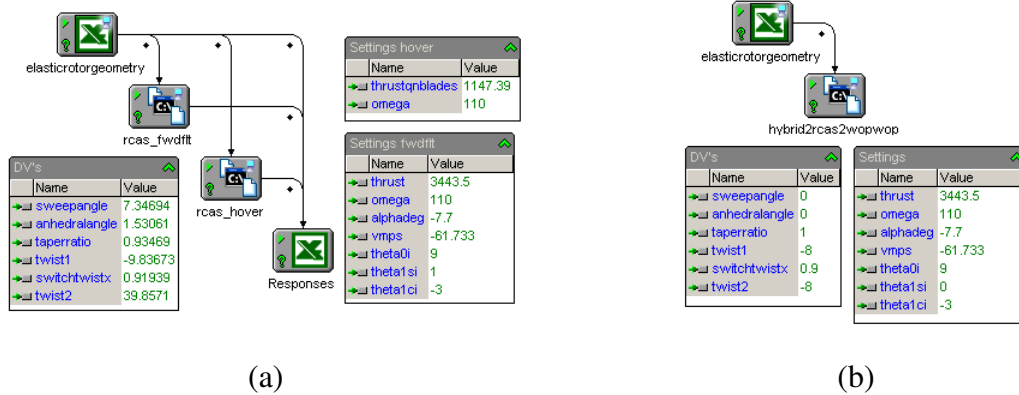 elasticrotorgeometry
rcas_fwdflt
rcas_hover
Responses
Settings hover
Name Value
thrustqnblades 1147.39
omega 110
Settings fwdflt
Name Value
thrust 3443.5
omega 110
alphadeg -7.7
vmps -61.733
theta0i 9
theta1si 1
theta1ci -3
DV's
Name Value
sweepangle 7.34694
anhedralangle 1.53061
taperratio 0.93469
twist1 -9.83673
switchtwistx 0.91939
twist2 39.8571
(a)
elasticrotorgeometry
hybrid2rcas2wopwop
DV's
Name Value
sweepangle 0
anhedralangle 0
taperratio 1
twist1 -8
switchtwistx 0.9
twist2 -8
Settings
Name Value
thrust 3443.5
omega 110
alphadeg -7.7
vmps -61.733
theta0i 9
theta1si 0
theta1ci -3
(b)